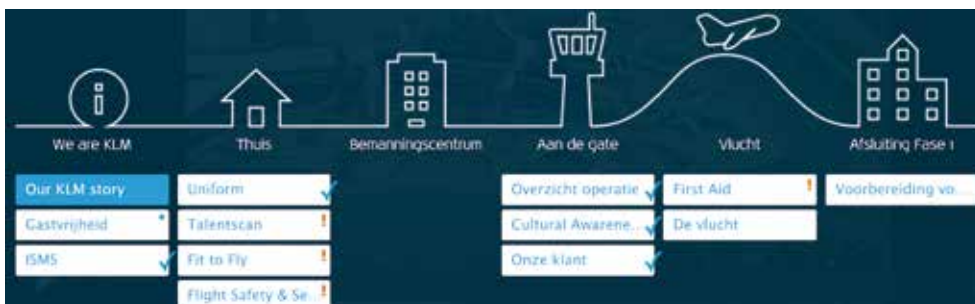 We are KLM
Thuis
Bemanningscentrum
Aan de gate
Vlucht
Afsluiting Fase 1
Our KLM story
Uniform
Overzicht operatie
First Aid
!
Voorbereiding vo...
Gastvrijheid
Talentscan
!
Cultural Awarene...
De vlucht
ISMS
Fit to Fly
!
Onze klant
Flight Safety & Se...
!